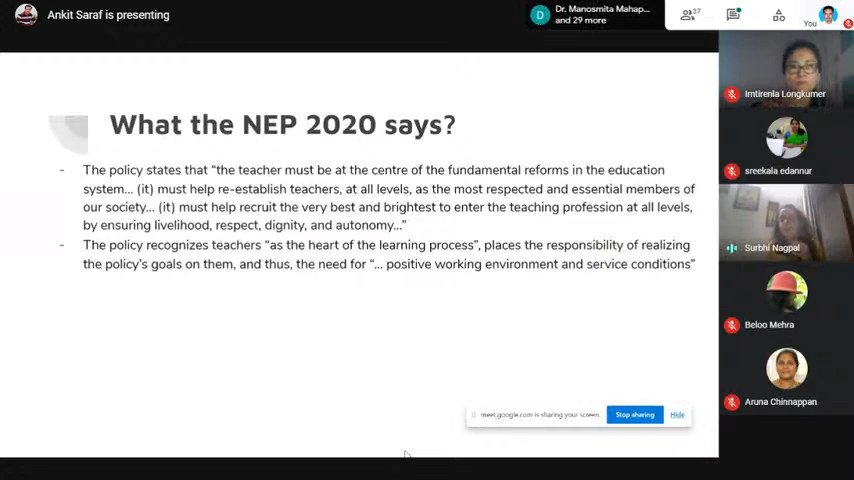 Ankit Saraf is presenting
D
Dr. Manosmita Mahap...
and 29 more
37
You
What the NEP 2020 says?
- The policy states that “the teacher must be at the centre of the fundamental reforms in the education
system... (it) must help re-establish teachers, at all levels, as the most respected and essential members of
our society... (it) must help recruit the very best and brightest to enter the teaching profession at all levels,
by ensuring livelihood, respect, dignity, and autonomy...”
- The policy recognizes teachers “as the heart of the learning process”, places the responsibility of realizing
the policy’s goals on them, and thus, the need for “... positive working environment and service conditions”
meet.google.com is sharing your screen.
Stop sharing
Hide
Imtirenla Longkumer
sreekala edannur
Surbhi Nagpal
Beloo Mehra
Aruna Chinnappan